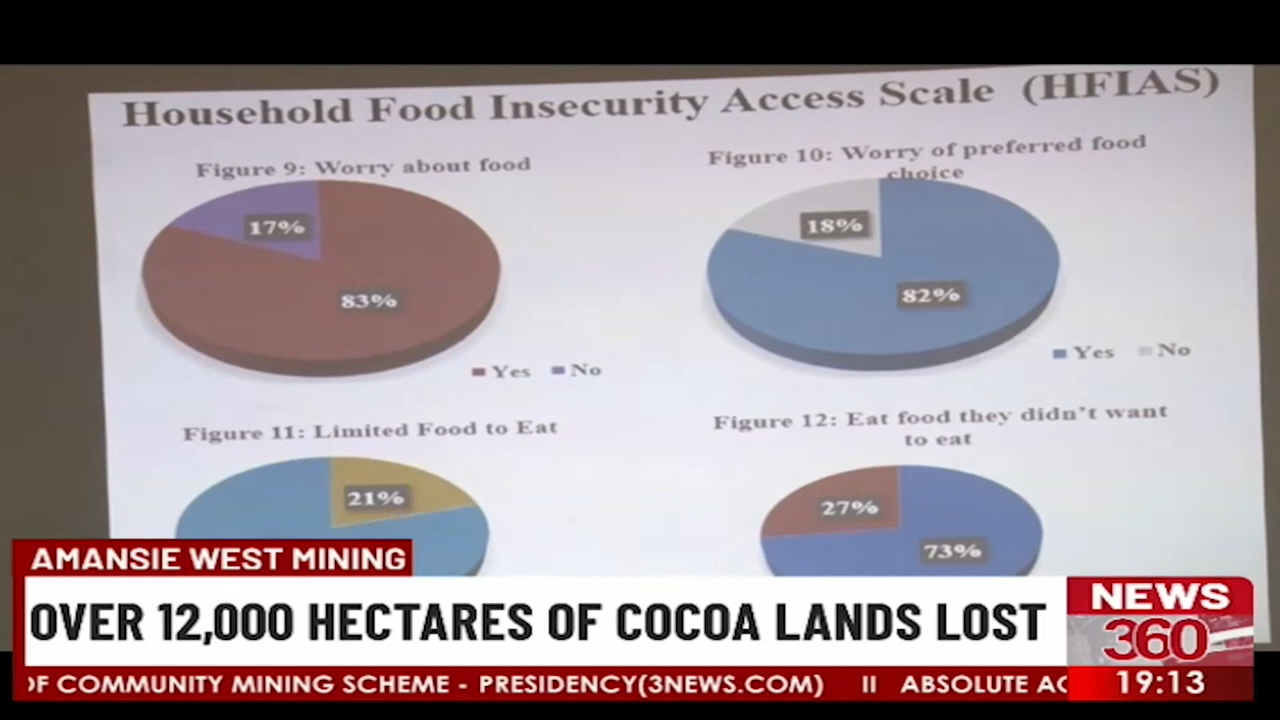 Household Food Insecurity Access Scale (HFIAS)
Figure 9: Worry about food
17%
83%
Yes No
Figure 10: Worry of preferred food
choice
18%
82%
Yes No
Figure 11: Limited Food to Eat
21%
Figure 12: Eat food they didn't want
to eat
27%
73%
AMANSIE WEST MINING
OVER 12,000 HECTARES OF COCOA LANDS LOST
NEWS
360
19:13
OF COMMUNITY MINING SCHEME - PRESIDENCY(3NEWS.COM) II ABSOLUTE